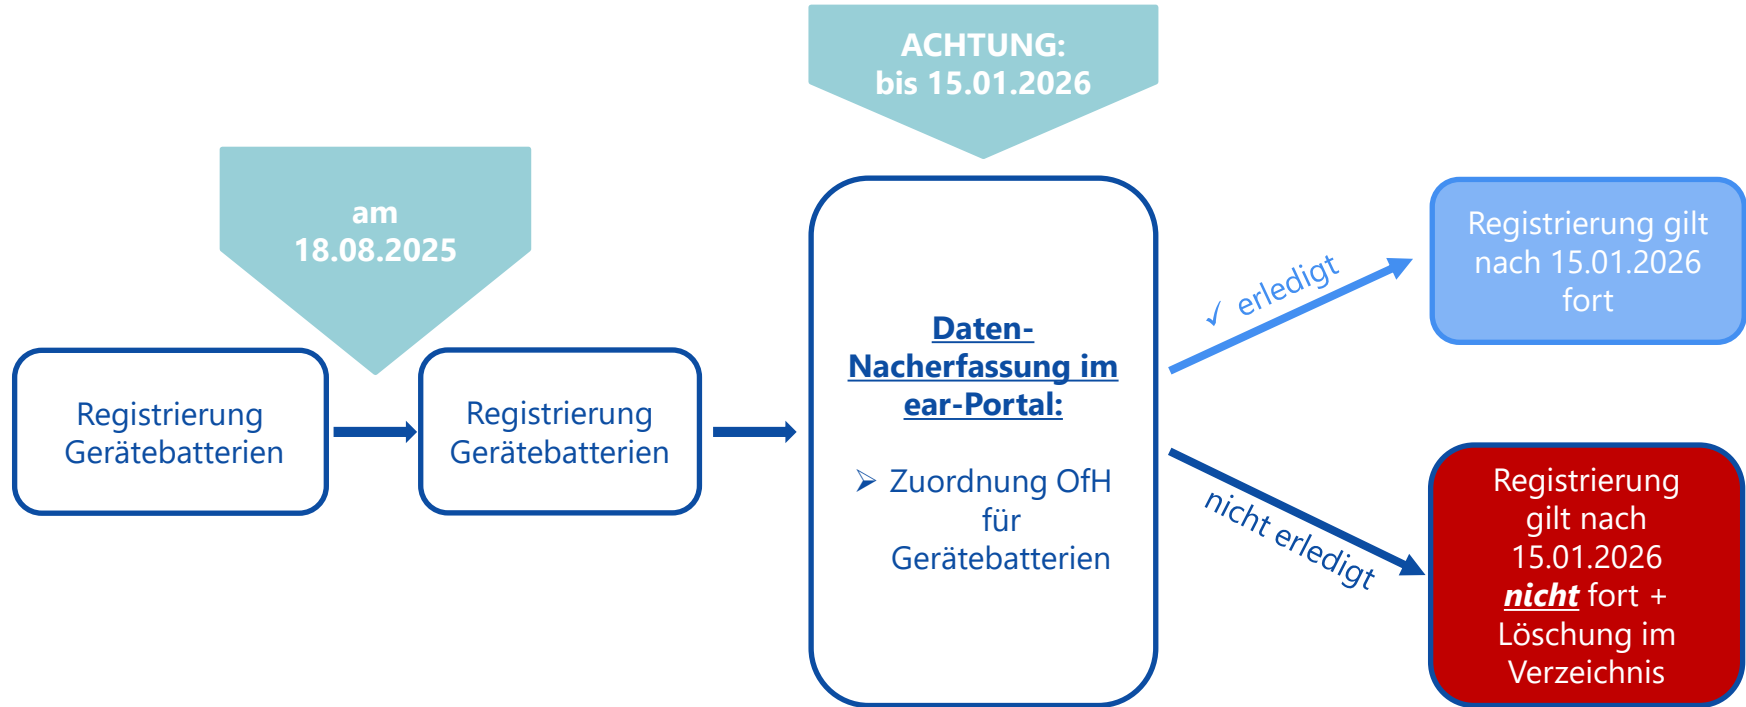 ACHTUNG:
bis 15.01.2026
am
18.08.2025
Registrierung
Gerätebatterien
Registrierung
Gerätebatterien
Daten-
Nacherfassung im
ear-Portal:
➢ Zuordnung OfH
für
Gerätebatterien
✓ erledigt
nicht erledigt
Registrierung gilt
nach 15.01.2026
fort
Registrierung
gilt nach
15.01.2026
nicht fort +
Löschung im
Verzeichnis